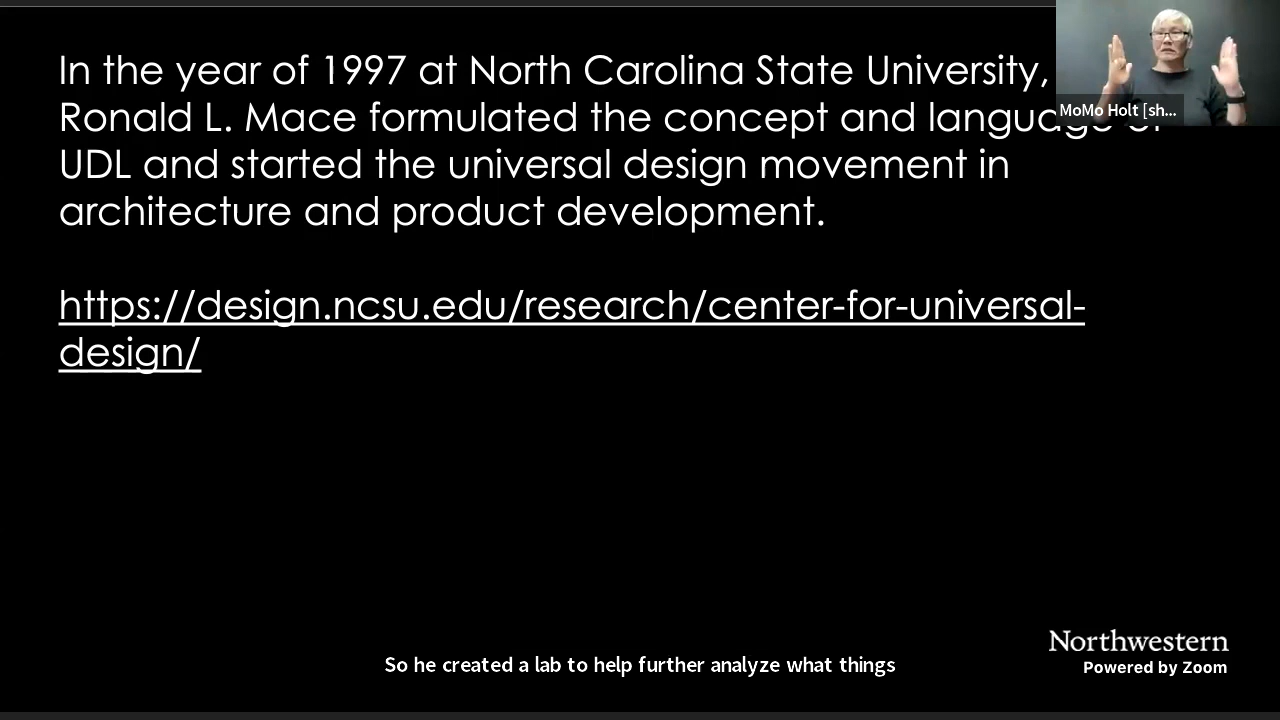 In the year of 1997 at North Carolina State University,
Ronald L. Mace formulated the concept and language of
UDL and started the universal design movement in
architecture and product development.
https://design.ncsu.edu/research/center-for-universal-
design/
MoMo Holt [sh...
So he created a lab to help further analyze what things
Northwestern
Powered by Zoom